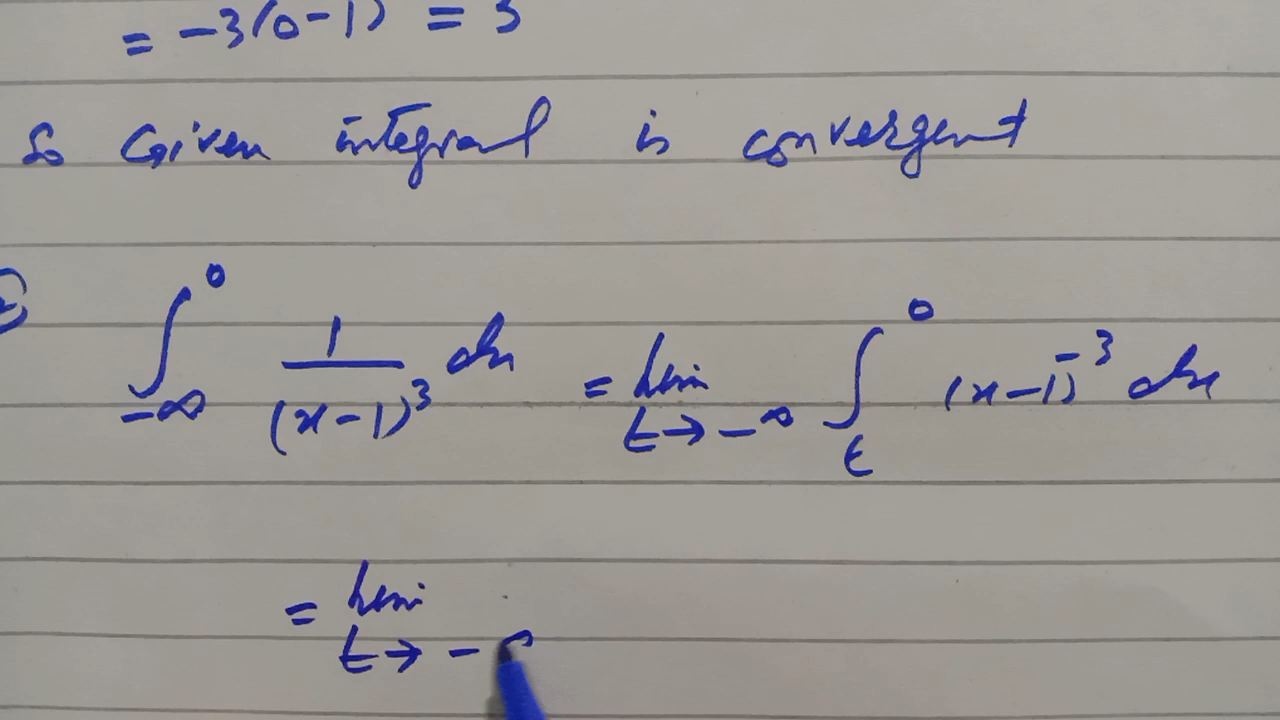 = -3(0-1) = 3
So Given integral is convergent
∫_{-∞}^{0} 1/(x-1)^3 dx = lim_{t→-∞} ∫_{t}^{0} (x-1)^{-3} dx
= lim_{t→-